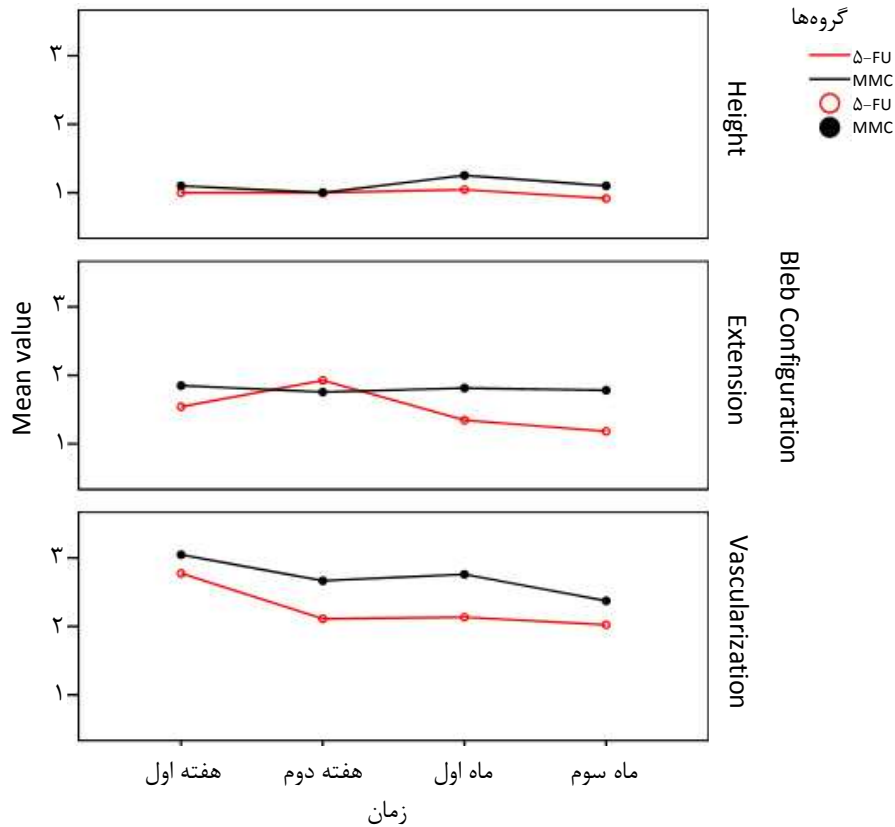 گروه‌ها
۵-FU
MMC
۵-FU
MMC
Bleb Configuration
Mean value
Height
۳
۲
۱
Extension
۳
۲
۱
Vascularization
۳
۲
۱
هفته اول
هفته دوم
ماه اول
ماه سوم
زمان